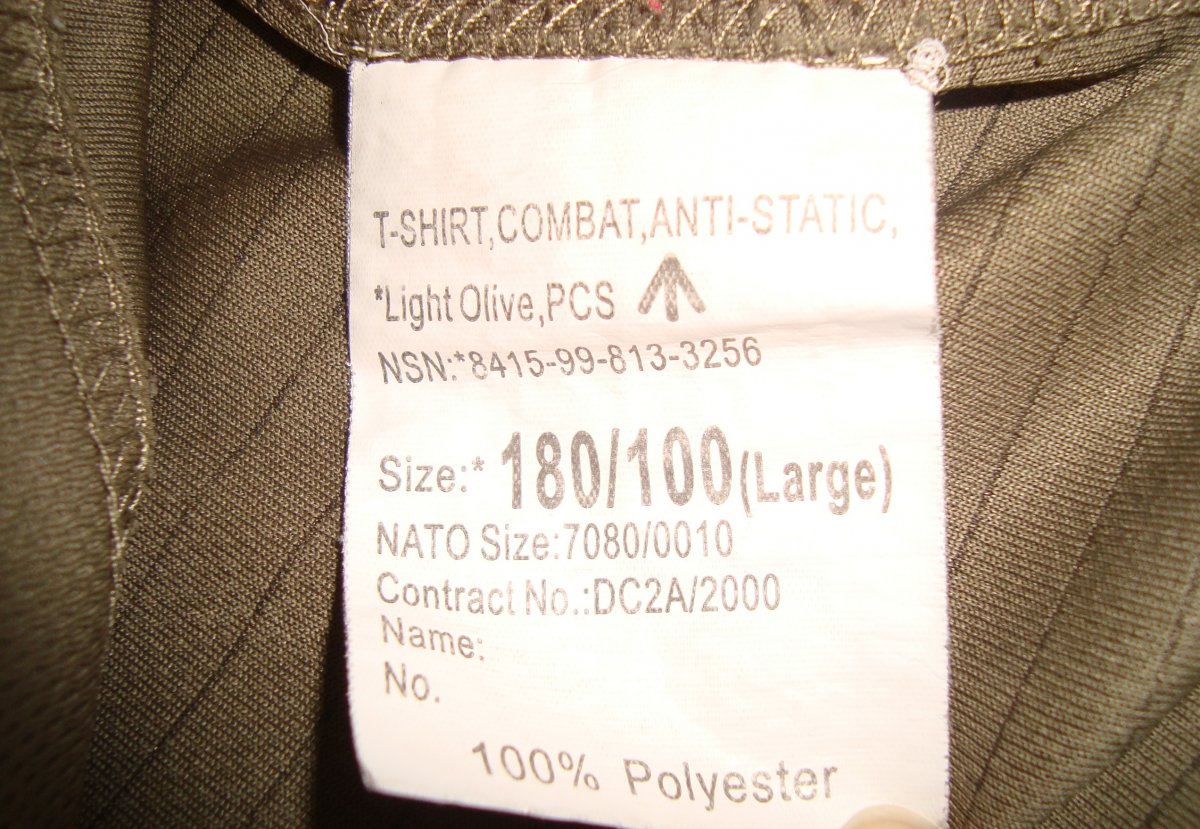 T-SHIRT,COMBAT,ANTI-STATIC,
*Light Olive,PCS
NSN:*8415-99-813-3256
Size:* 180/100(Large)
NATO Size:7080/0010
Contract No.:DC2A/2000
Name:
No.
100% Polyester